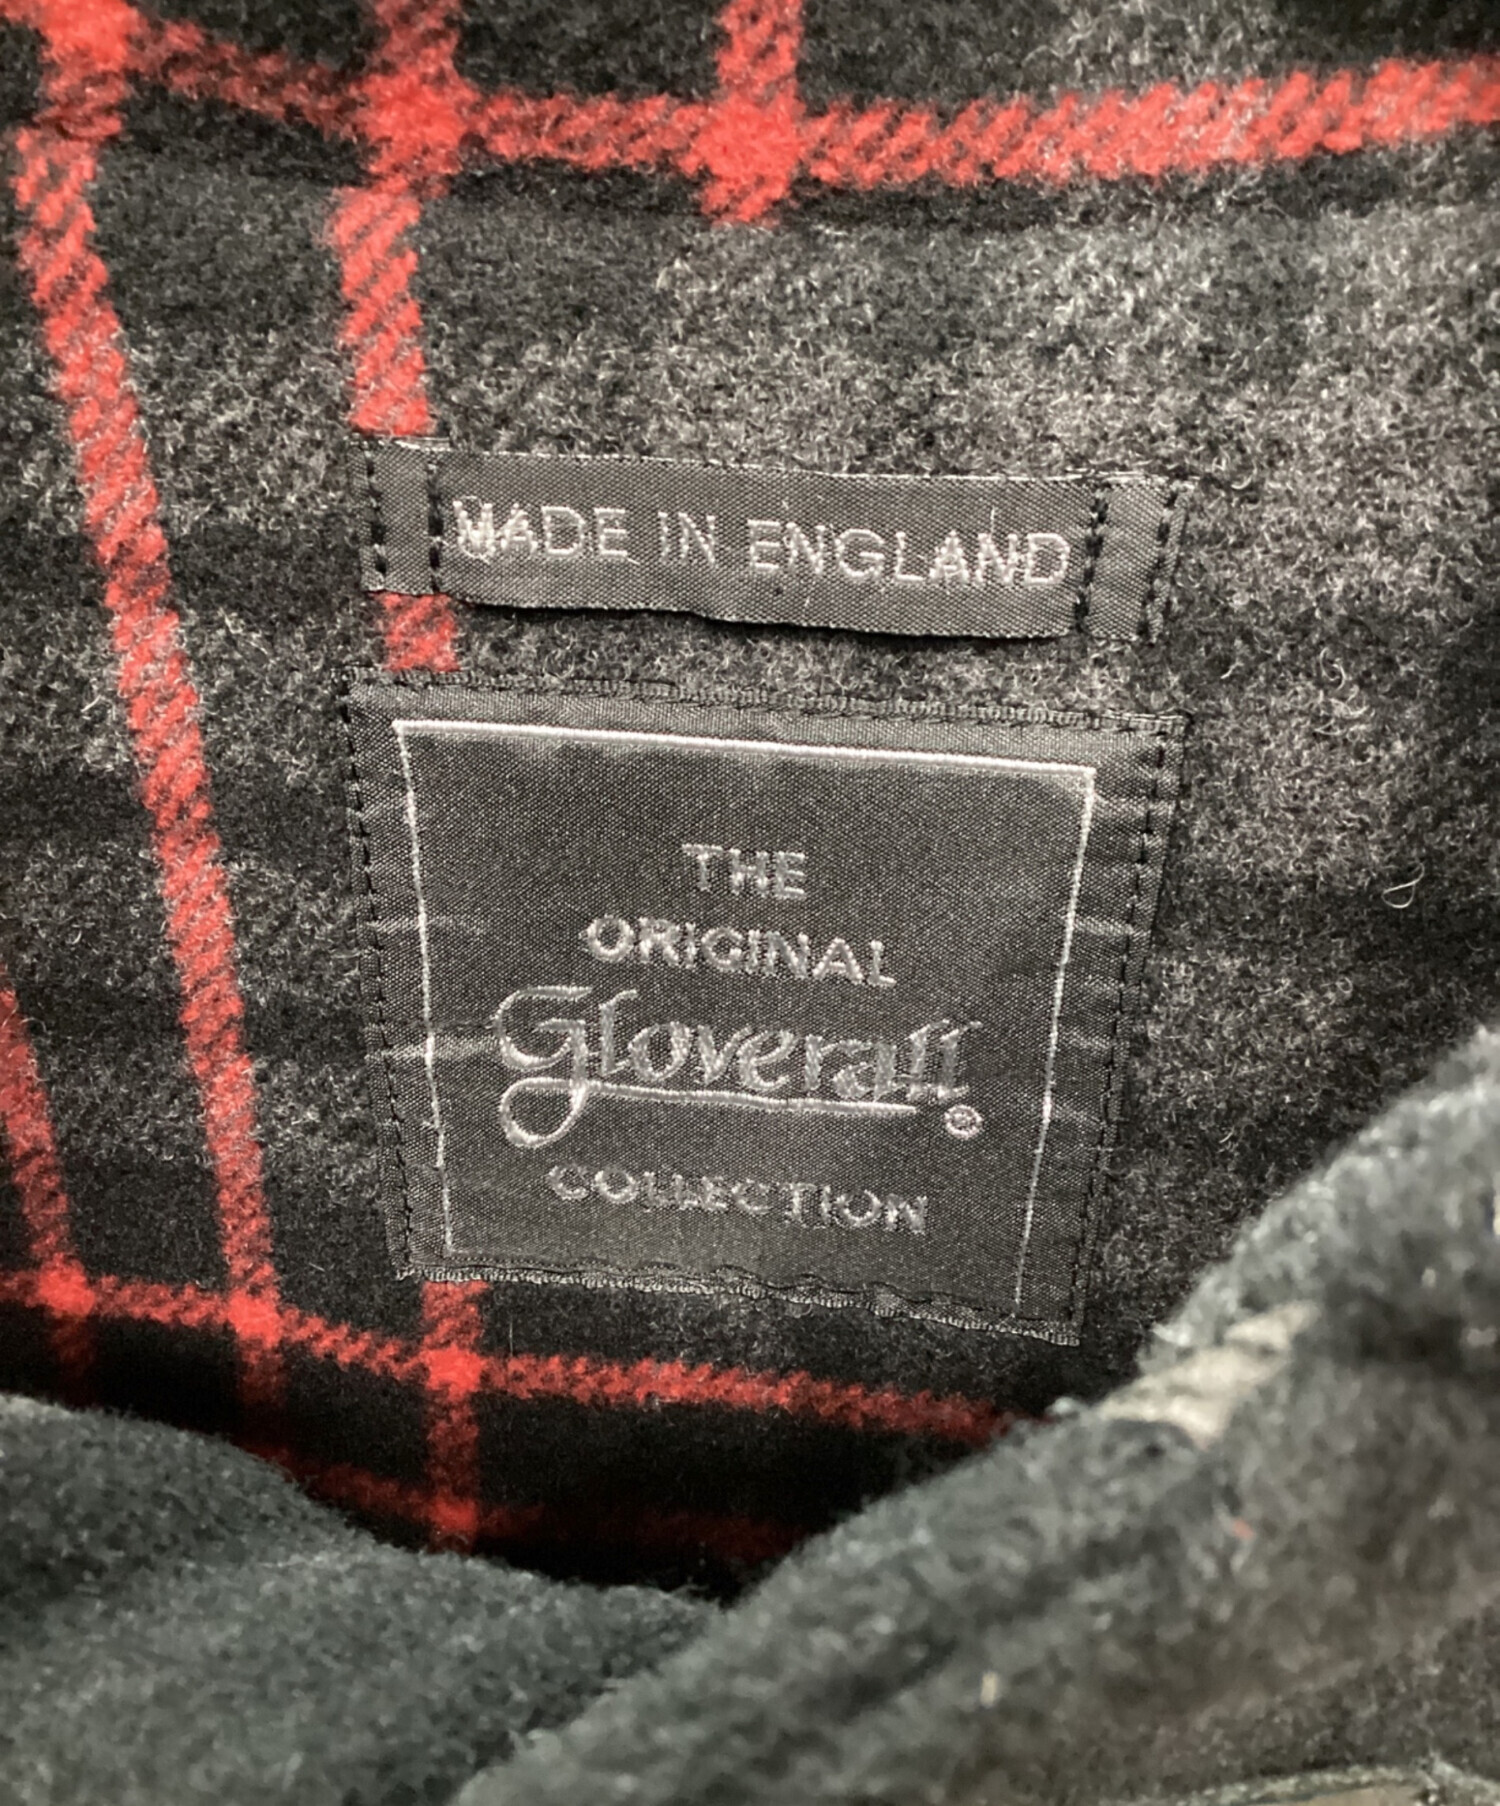 MADE IN ENGLAND
THE
ORIGINAL
Gloverall®
COLLECTION